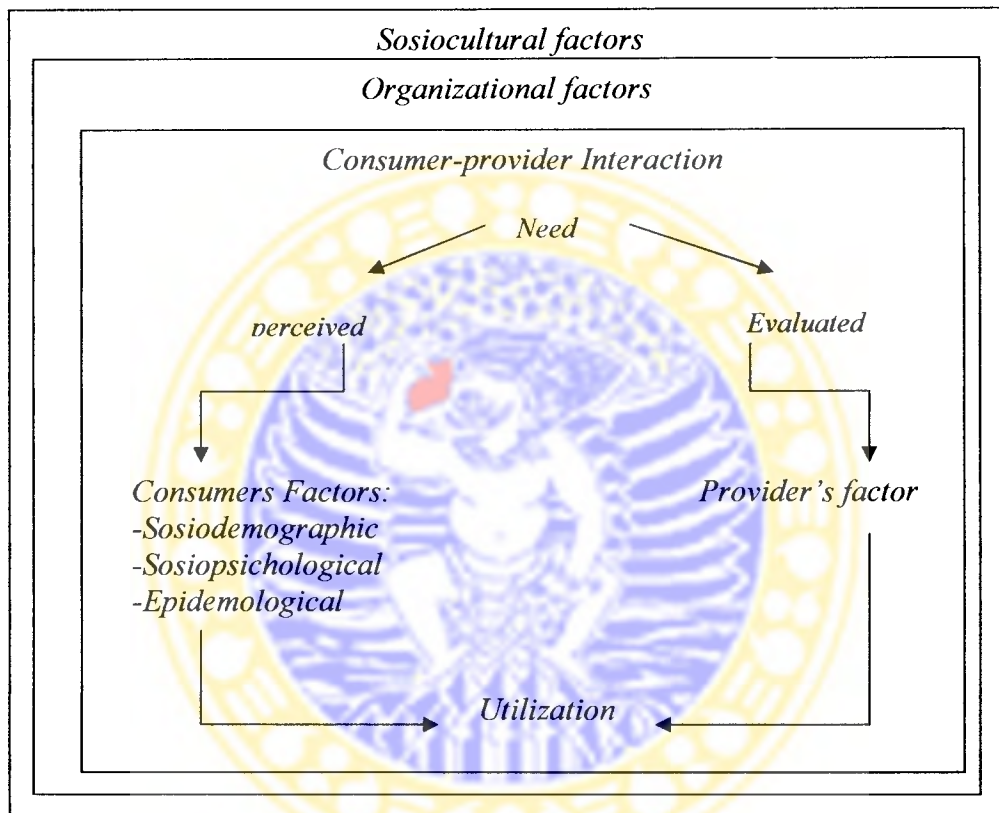 Sosiocultural factors
Organizational factors
Consumer-provider Interaction
Need
perceived
Evaluated
Consumers Factors:
-Sosiodemographic
-Sosiopsichological
-Epidemological
Provider's factor
Utilization